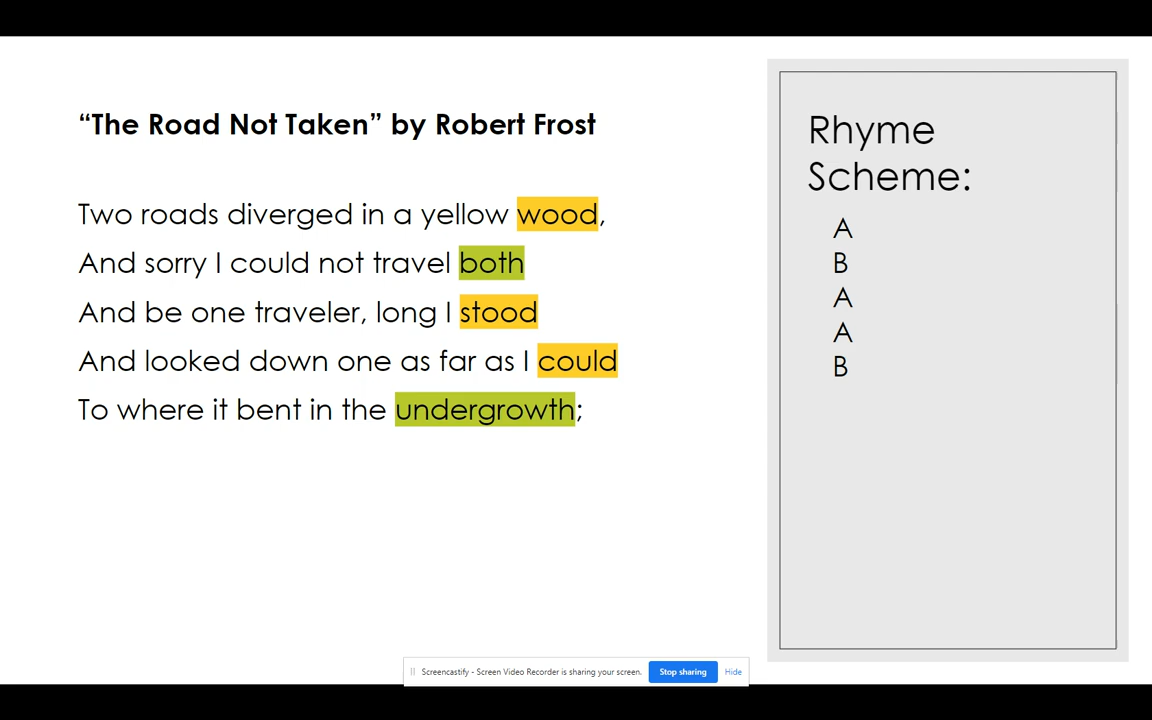 “The Road Not Taken” by Robert Frost
Two roads diverged in a yellow wood,
And sorry I could not travel both
And be one traveler, long I stood
And looked down one as far as I could
To where it bent in the undergrowth;
Rhyme
Scheme:
A
B
A
A
B
Screencastify - Screen Video Recorder is sharing your screen.
Stop sharing
Hide